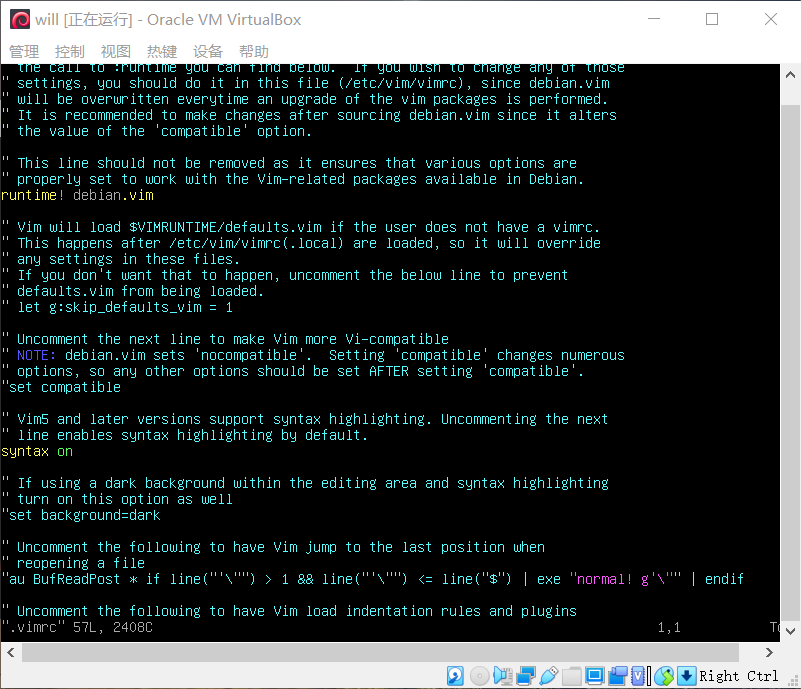 will [正在运行] - Oracle VM VirtualBox
管理 控制 视图 热键 设备 帮助
the call to :runtime you can find below.  If you wish to change any of those
" settings, you should do it in this file (/etc/vim/vimrc), since debian.vim
" will be overwritten everytime an upgrade of the vim packages is performed.
" It is recommended to make changes after sourcing debian.vim since it alters
" the value of the 'compatible' option.
" This line should not be removed as it ensures that various options are
" properly set to work with the Vim-related packages available in Debian.
runtime! debian.vim
" Vim will load $VIMRUNTIME/defaults.vim if the user does not have a vimrc.
" This happens after /etc/vim/vimrc(.local) are loaded, so it will override
" any settings in these files.
" If you don't want that to happen, uncomment the below line to prevent
" defaults.vim from being loaded.
" let g:skip_defaults_vim = 1
" Uncomment the next line to make Vim more Vi-compatible
" NOTE: debian.vim sets 'nocompatible'.  Setting 'compatible' changes numerous
" options, so any other options should be set AFTER setting 'compatible'.
"set compatible
" Vim5 and later versions support syntax highlighting. Uncommenting the next
" line enables syntax highlighting by default.
syntax on
" If using a dark background within the editing area and syntax highlighting
" turn on this option as well
"set background=dark
" Uncomment the following to have Vim jump to the last position when
" reopening a file
"au BufReadPost * if line("'\"") > 1 && line("'\"") <= line("$") | exe "normal! g'\"" | endif
" Uncomment the following to have Vim load indentation rules and plugins
".vimrc" 57L, 2408C 1,1 To
Right Ctrl